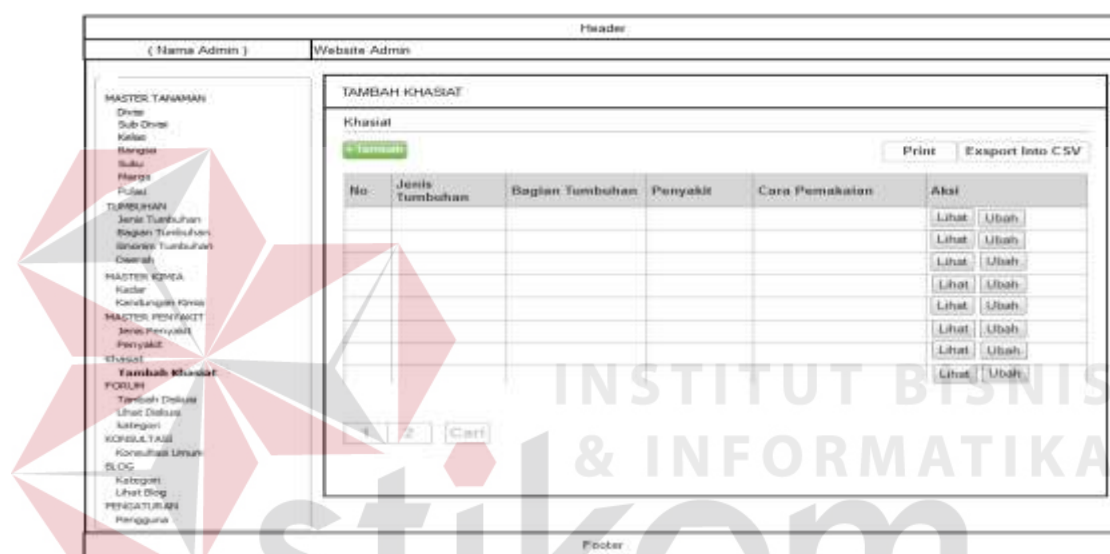 Header
( Nama Admin )
Website Admin
MASTER TANAMAN
Divisi
Sub Divisi
Kelas
Bangsa
Suku
Marga
Pulau
TUMBUHAN
Jenis Tumbuhan
Bagian Tumbuhan
Sinonim Tumbuhan
Daerah
MASTER KIMIA
Kadar
Kandungan Kimia
MASTER PENYAKIT
Jenis Penyakit
Penyakit
Khasiat
Tambah Khasiat
FORUM
Tambah Diskusi
Lihat Diskusi
kategori
KONSULTASI
Konsultasi Umum
BLOG
Kategori
Lihat Blog
PENGATURAN
Pengguna
TAMBAH KHASIAT
Khasiat
+ Tambah
Print
Exsport Into CSV
No
Jenis
Tumbuhan
Bagian Tumbuhan
Penyakit
Cara Pemakaian
Aksi
Lihat Ubah
Lihat Ubah
Lihat Ubah
Lihat Ubah
Lihat Ubah
Lihat Ubah
Lihat Ubah
Lihat Ubah
1 2 Cari
INSTITUT BISNIS
& INFORMATIKA
stikom
Footer